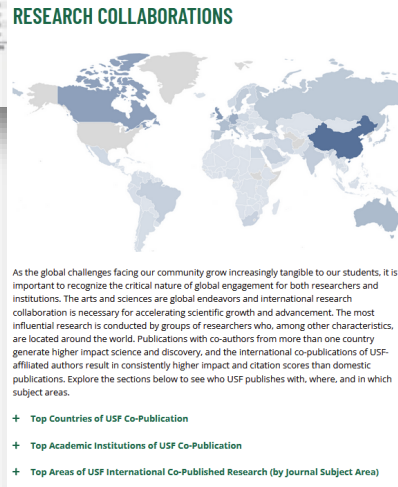 RESEARCH COLLABORATIONS
As the global challenges facing our community grow increasingly tangible to our students, it is
important to recognize the critical nature of global engagement for both researchers and
institutions. The arts and sciences are global endeavors and international research
collaboration is necessary for accelerating scientific growth and advancement. The most
influential research is conducted by groups of researchers who, among other characteristics,
are located around the world. Publications with co-authors from more than one country
generate higher impact science and discovery, and the international co-publications of USF-
affiliated authors result in consistently higher impact and citation scores than domestic
publications. Explore the sections below to see who USF publishes with, where, and in which
subject areas.
+ Top Countries of USF Co-Publication
+ Top Academic Institutions of USF Co-Publication
+ Top Areas of USF International Co-Published Research (by Journal Subject Area)